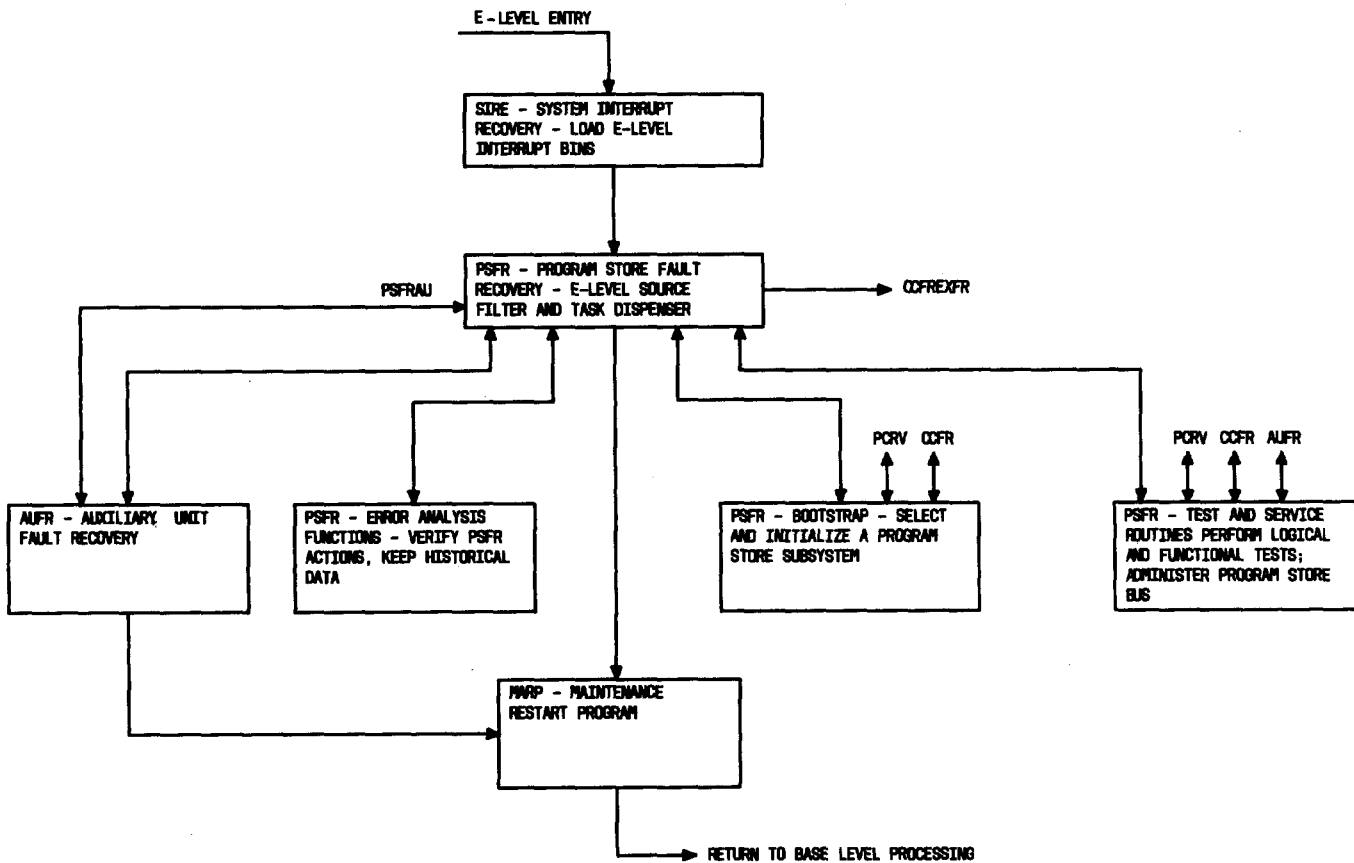 E-LEVEL ENTRY
SIRE - SYSTEM INTERRUPT
RECOVERY - LOAD E-LEVEL
INTERRUPT BINS
PSFR - PROGRAM STORE FAULT
RECOVERY - E-LEVEL SOURCE
FILTER AND TASK DISPENSER
PSFRAU
CCFREXFR
PCRV CCFR
PCRV CCFR AUFR
AUFR - AUXILIARY UNIT
FAULT RECOVERY
PSFR - ERROR ANALYSIS
FUNCTIONS - VERIFY PSFR
ACTIONS, KEEP HISTORICAL
DATA
PSFR - BOOTSTRAP - SELECT
AND INITIALIZE A PROGRAM
STORE SUBSYSTEM
PSFR - TEST AND SERVICE
ROUTINES PERFORM LOGICAL
AND FUNCTIONAL TESTS;
ADMINISTER PROGRAM STORE
BUS
MARP - MAINTENANCE
RESTART PROGRAM
RETURN TO BASE LEVEL PROCESSING